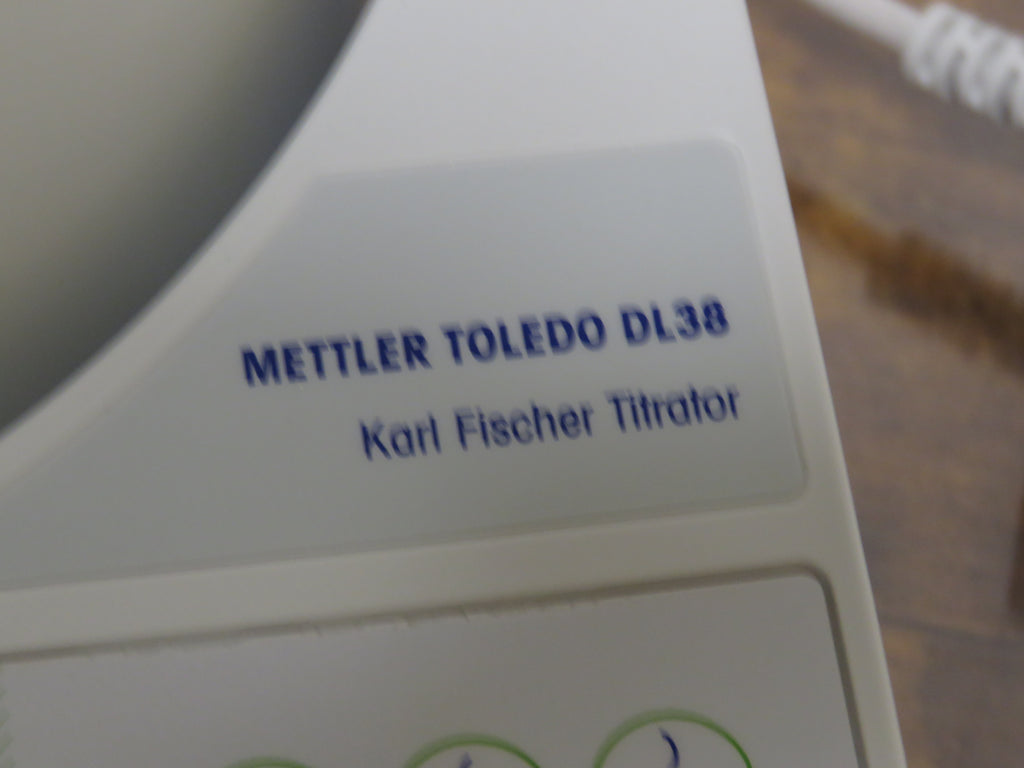 METTLER TOLEDO DL38
Karl Fischer Titrator